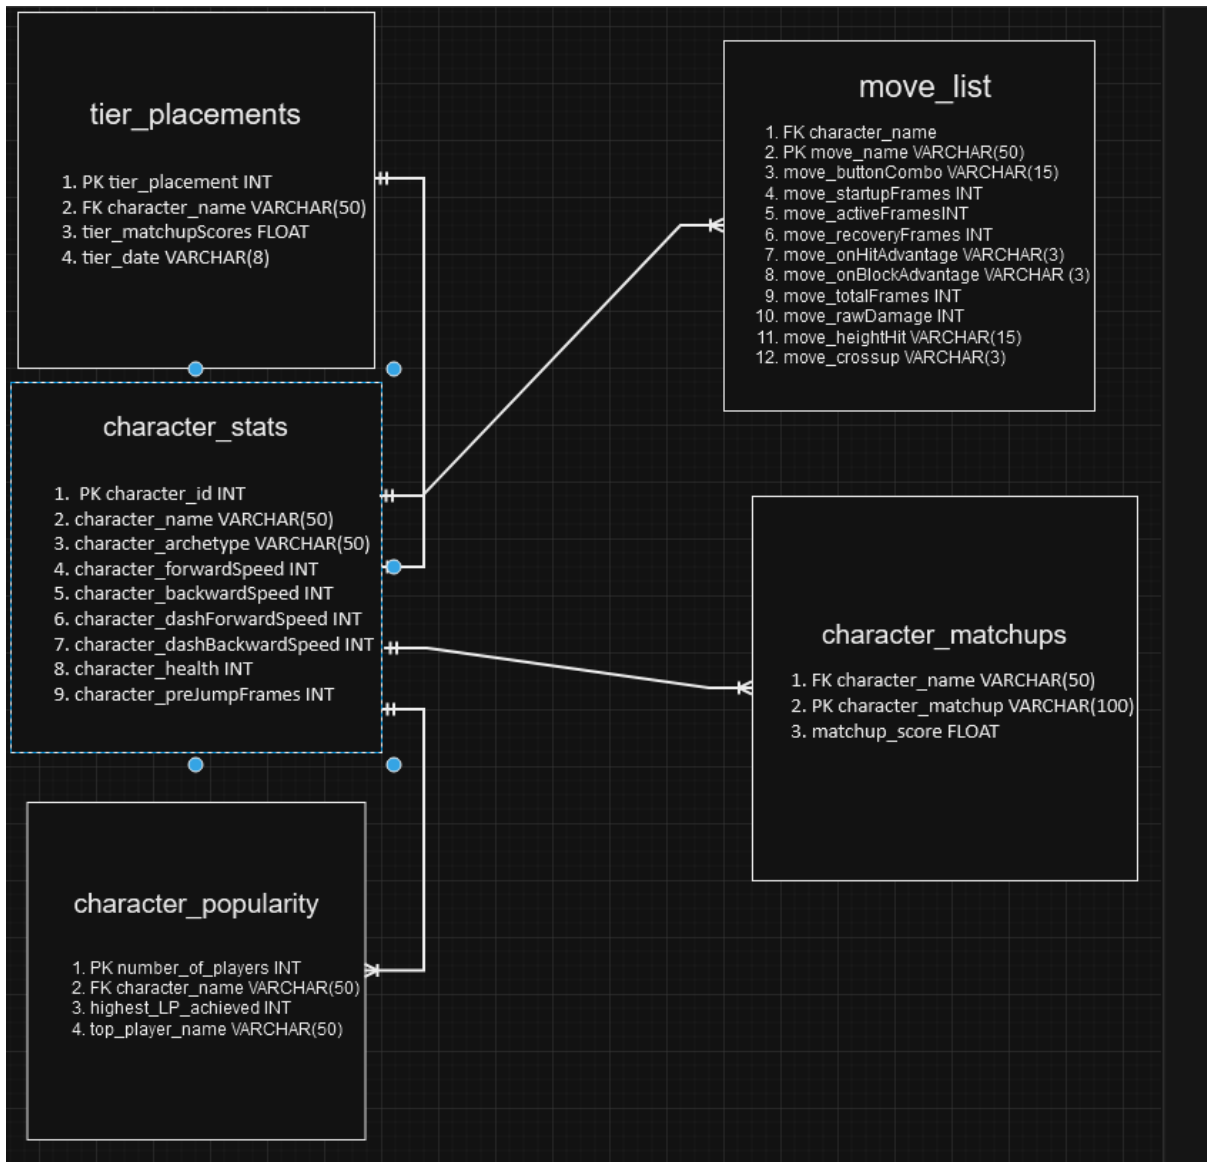 tier_placements
1. PK tier_placement INT
2. FK character_name VARCHAR(50)
3. tier_matchupScores FLOAT
4. tier_date VARCHAR(8)
character_stats
1. PK character_id INT
2. character_name VARCHAR(50)
3. character_archetype VARCHAR(50)
4. character_forwardSpeed INT
5. character_backwardSpeed INT
6. character_dashForwardSpeed INT
7. character_dashBackwardSpeed INT
8. character_health INT
9. character_preJumpFrames INT
character_popularity
1. PK number_of_players INT
2. FK character_name VARCHAR(50)
3. highest_LP_achieved INT
4. top_player_name VARCHAR(50)
move_list
1. FK character_name
2. PK move_name VARCHAR(50)
3. move_buttonCombo VARCHAR(15)
4. move_startupFrames INT
5. move_activeFramesINT
6. move_recoveryFrames INT
7. move_onHitAdvantage VARCHAR(3)
8. move_onBlockAdvantage VARCHAR (3)
9. move_totalFrames INT
10. move_rawDamage INT
11. move_heightHit VARCHAR(15)
12. move_crossup VARCHAR(3)
character_matchups
1. FK character_name VARCHAR(50)
2. PK character_matchup VARCHAR(100)
3. matchup_score FLOAT